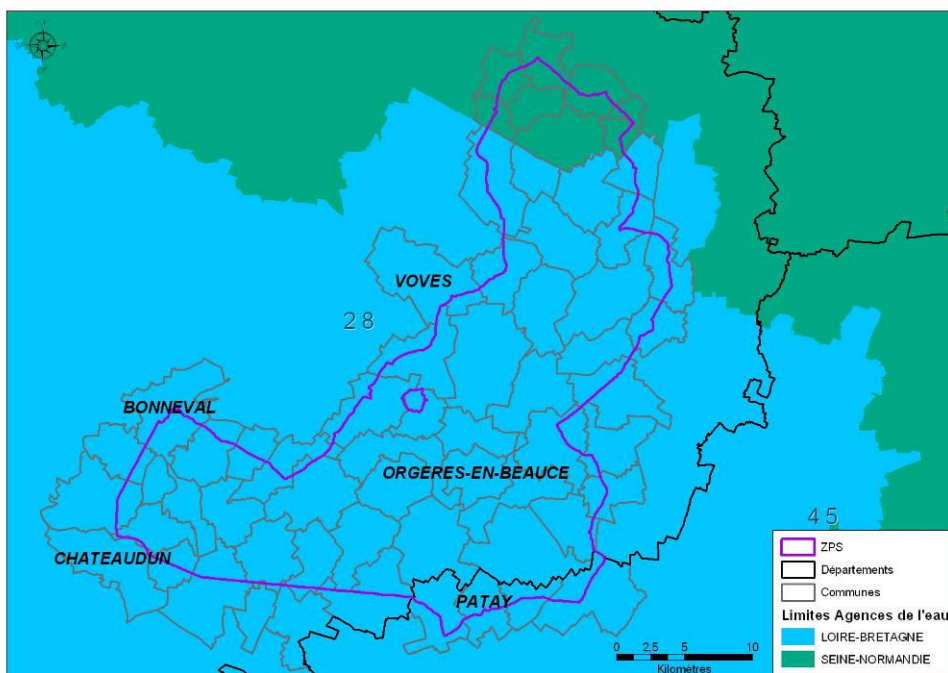 VOVES
28
BONNEVAL
ORGERES-EN-BEAUCE
45
CHATEAUDUN
PATAY
ZPS
Départements
Communes
Limites Agences de l'eau
LOIRE-BRETAGNE
SEINE-NORMANDIE
0 2,5 5 10
Kilomètres